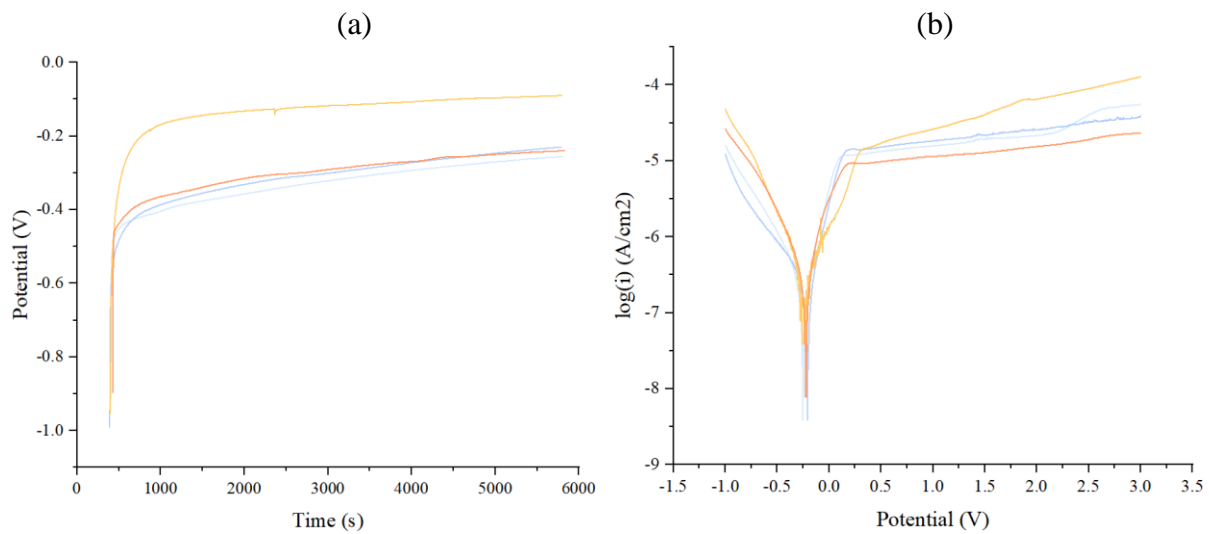 (a)
0.0
-0.2
-0.4
-0.6
-0.8
-1.0
Potential (V)
0 1000 2000 3000 4000 5000 6000
Time (s)
(b)
-4
-5
-6
-7
-8
-9
log(i) (A/cm2)
-1.5 -1.0 -0.5 0.0 0.5 1.0 1.5 2.0 2.5 3.0 3.5
Potential (V)